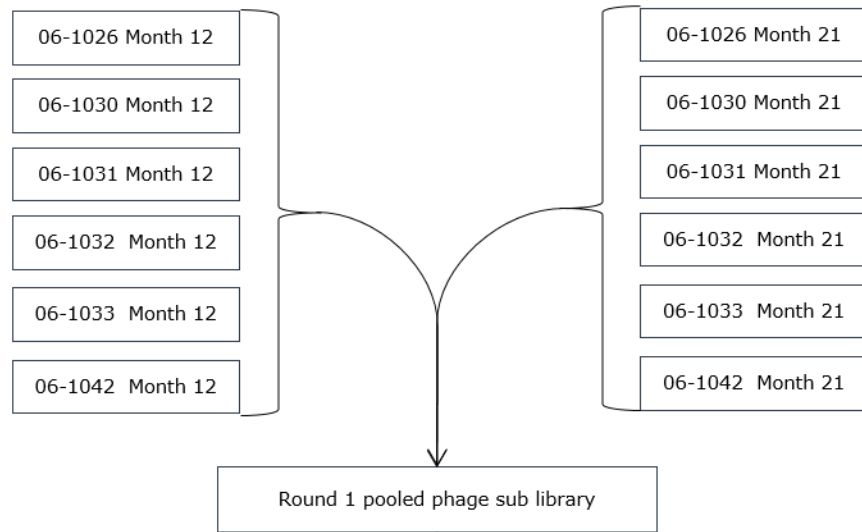 06-1026 Month 12
06-1030 Month 12
06-1031 Month 12
06-1032  Month 12
06-1033  Month 12
06-1042  Month 12
06-1026 Month 21
06-1030 Month 21
06-1031 Month 21
06-1032  Month 21
06-1033  Month 21
06-1042  Month 21
Round 1 pooled phage sub library